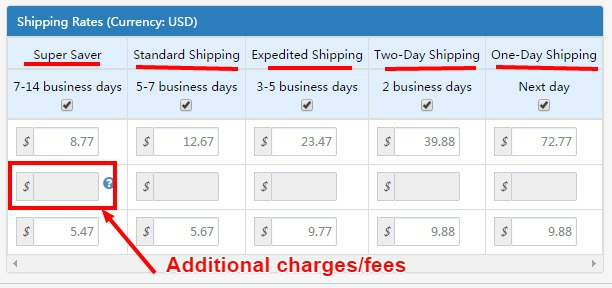 Shipping Rates (Currency: USD)
Super Saver Standard Shipping Expedited Shipping Two-Day Shipping One-Day Shipping
7-14 business days 5-7 business days 3-5 business days 2 business days Next day
$ 8.77 $ 12.67 $ 23.47 $ 39.88 $ 72.77
$ ? $ $ $ $
$ 5.47 $ 5.67 $ 9.77 $ 9.88 $ 9.88
Additional charges/fees